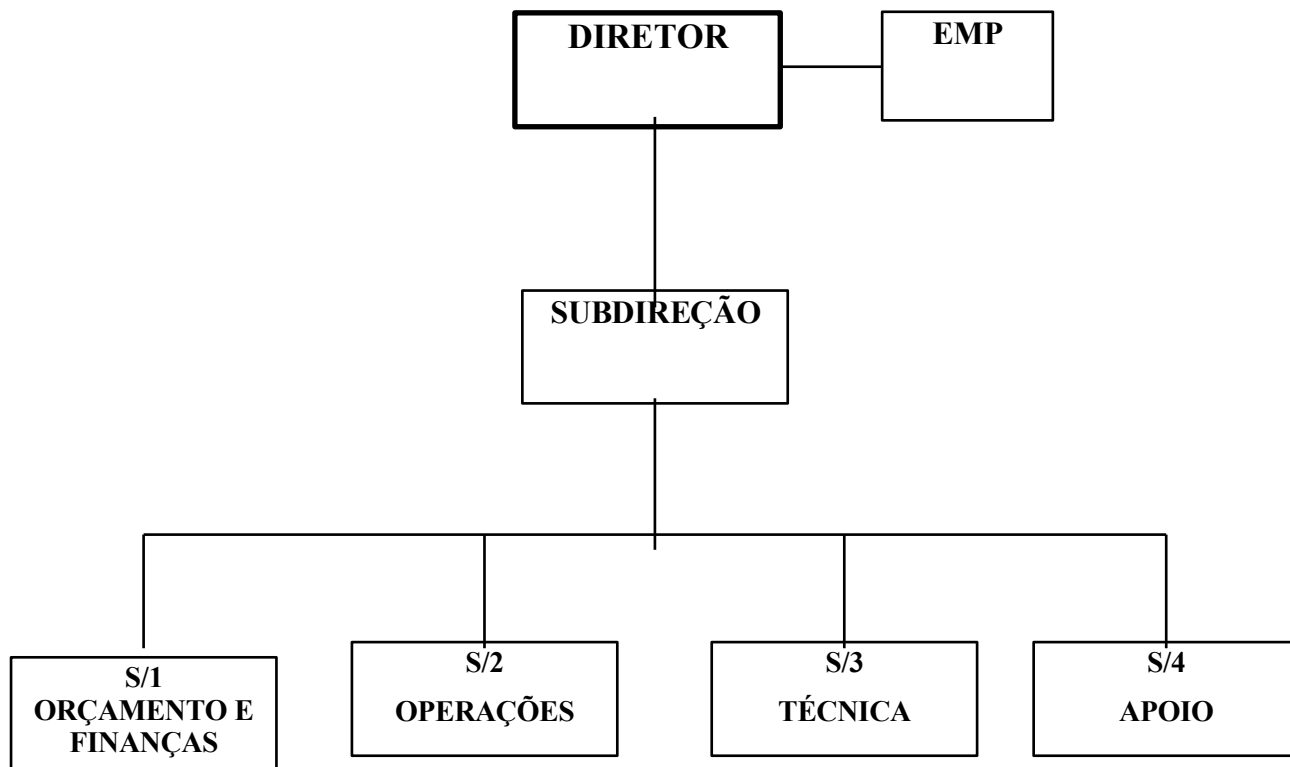 DIRETOR
EMP
SUBDIREÇÃO
S/1
ORÇAMENTO E
FINANÇAS
S/2
OPERAÇÕES
S/3
TÉCNICA
S/4
APOIO